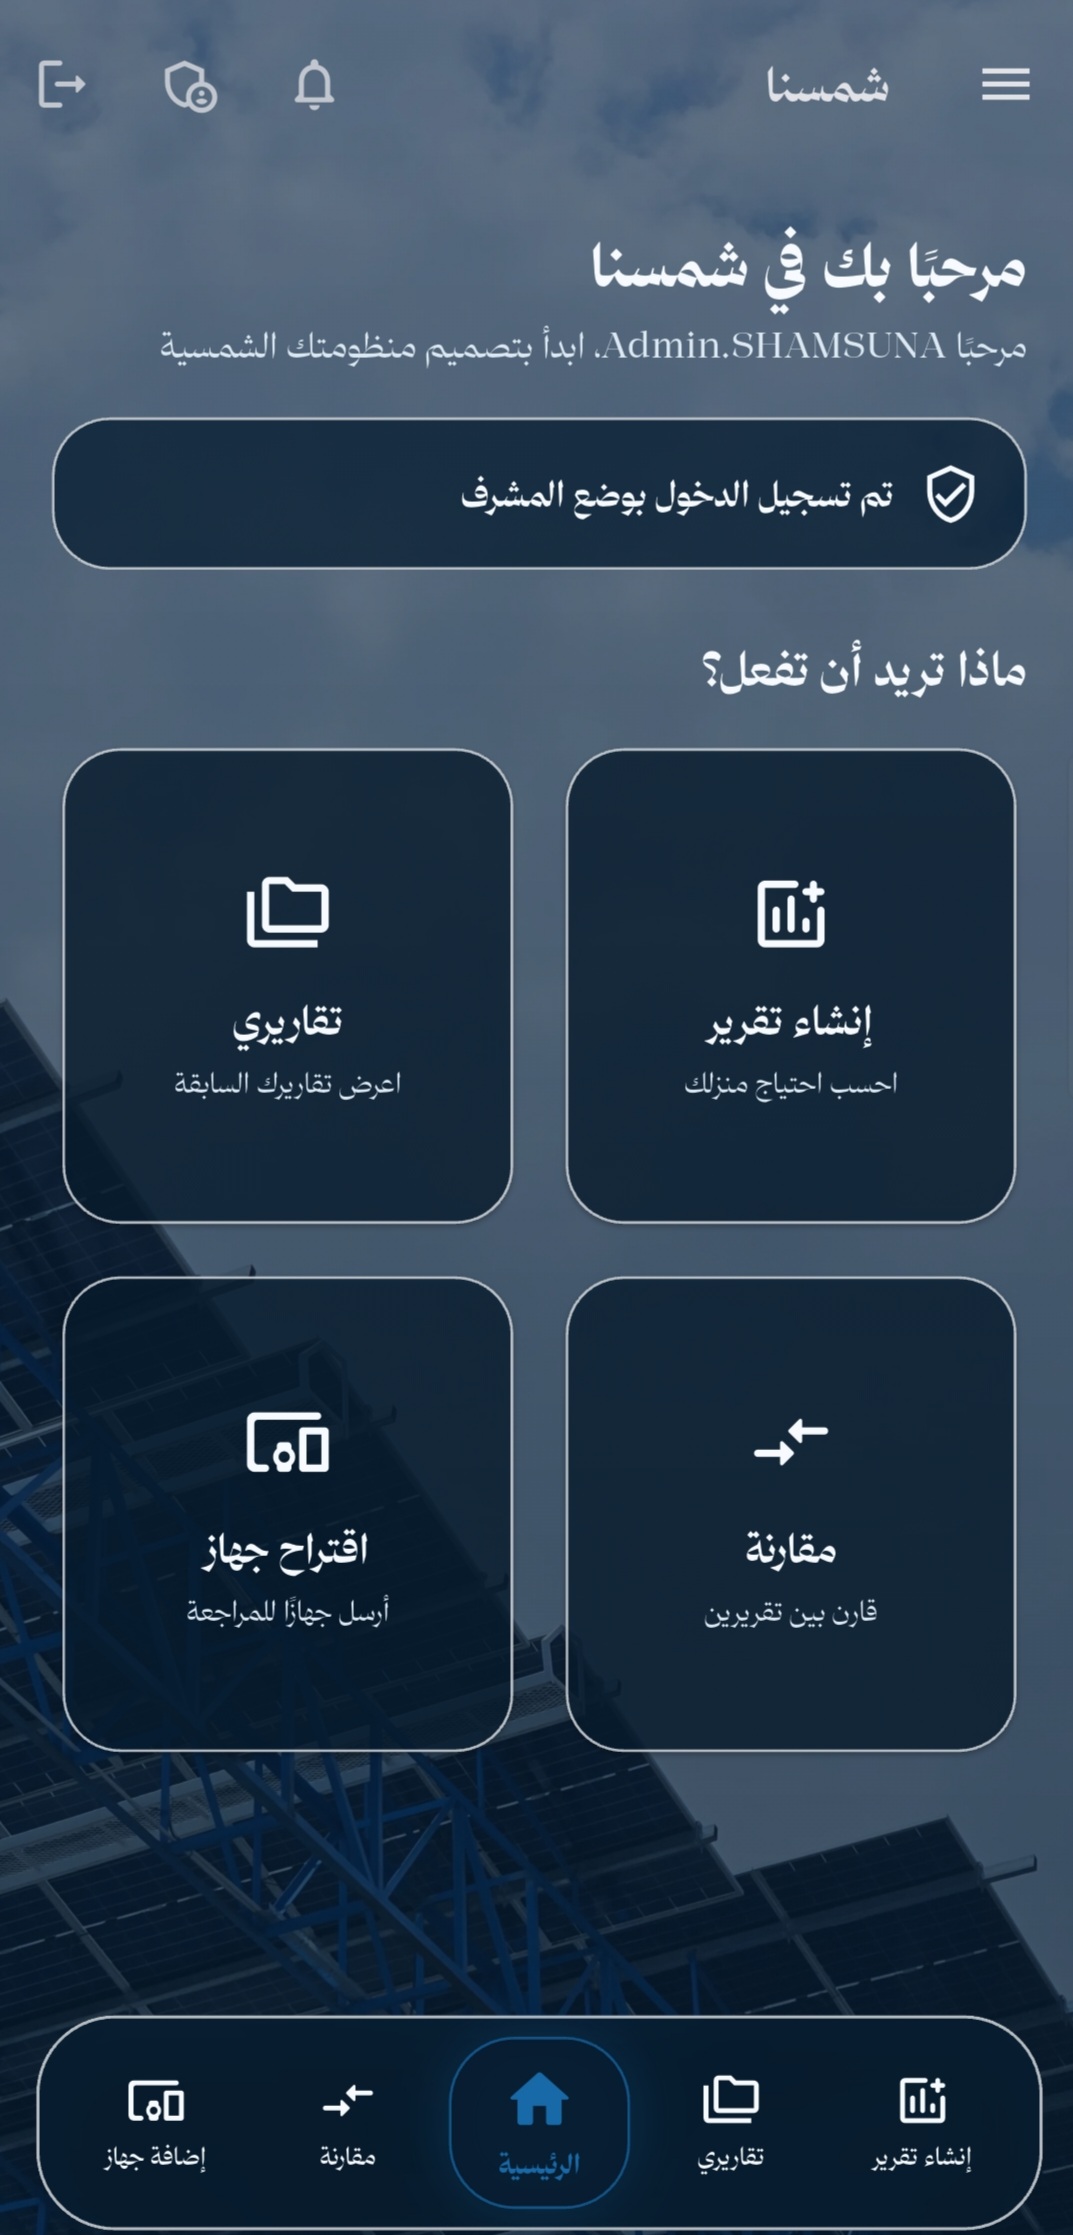 شمسنا
مرحبًا بك في شمسنا
مرحبًا Admin.SHAMSUNA، ابدأ بتصميم منظومتك الشمسية
تم تسجيل الدخول بوضع المشرف
ماذا تريد أن تفعل؟
إنشاء تقرير
احسب احتياج منزلك
تقاريري
اعرض تقاريرك السابقة
مقارنة
قارن بين تقريرين
اقتراح جهاز
أرسل جهازًا للمراجعة
إنشاء تقرير
تقاريري
الرئيسية
مقارنة
إضافة جهاز